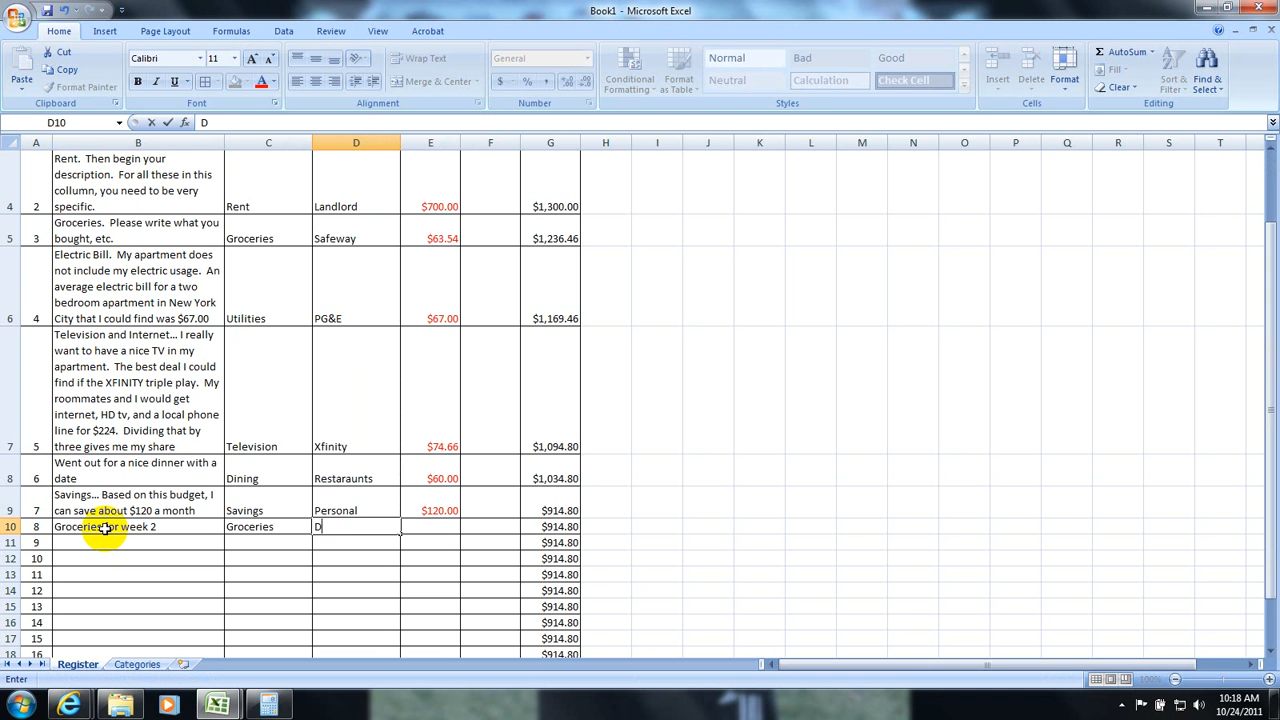 Book1 - Microsoft Excel
Home Insert Page Layout Formulas Data Review View Acrobat
Paste
Cut
Copy
Format Painter
Clipboard
Calibri 11
B I U
Font
Wrap Text
Merge & Center
Alignment
General
$ % ,
Number
Conditional Formatting
Format as Table
Normal Bad Good
Neutral Calculation Check Cell
Styles
Insert Delete Format
Cells
AutoSum
Fill
Clear
Sort & Filter
Find & Select
Editing
D10 D
A B C D E F G H I J K L M N O P Q R S T
Rent. Then begin your
description. For all these in this
collumn, you need to be very
4 2 specific. Rent Landlord $700.00 $1,300.00
Groceries. Please write what you
5 3 bought, etc. Groceries Safeway $63.54 $1,236.46
Electric Bill. My apartment does
not include my electric usage. An
average electric bill for a two
bedroom apartment in New York
6 4 City that I could find was $67.00 Utilities PG&E $67.00 $1,169.46
Television and Internet... I really
want to have a nice TV in my
apartment. The best deal I could
find if the XFINITY triple play. My
roommates and I would get
internet, HD tv, and a local phone
line for $224. Dividing that by
7 5 three gives me my share Television Xfinity $74.66 $1,094.80
Went out for a nice dinner with a
8 6 date Dining Restaraunts $60.00 $1,034.80
Savings... Based on this budget, I
9 7 can save about $120 a month Savings Personal $120.00 $914.80
10 8 Groceries for week 2 Groceries D $914.80
11 9 $914.80
12 10 $914.80
13 11 $914.80
14 12 $914.80
15 13 $914.80
16 14 $914.80
17 15 $914.80
18 16 $914.80
Register Categories
Enter 100%
10:18 AM
10/24/2011